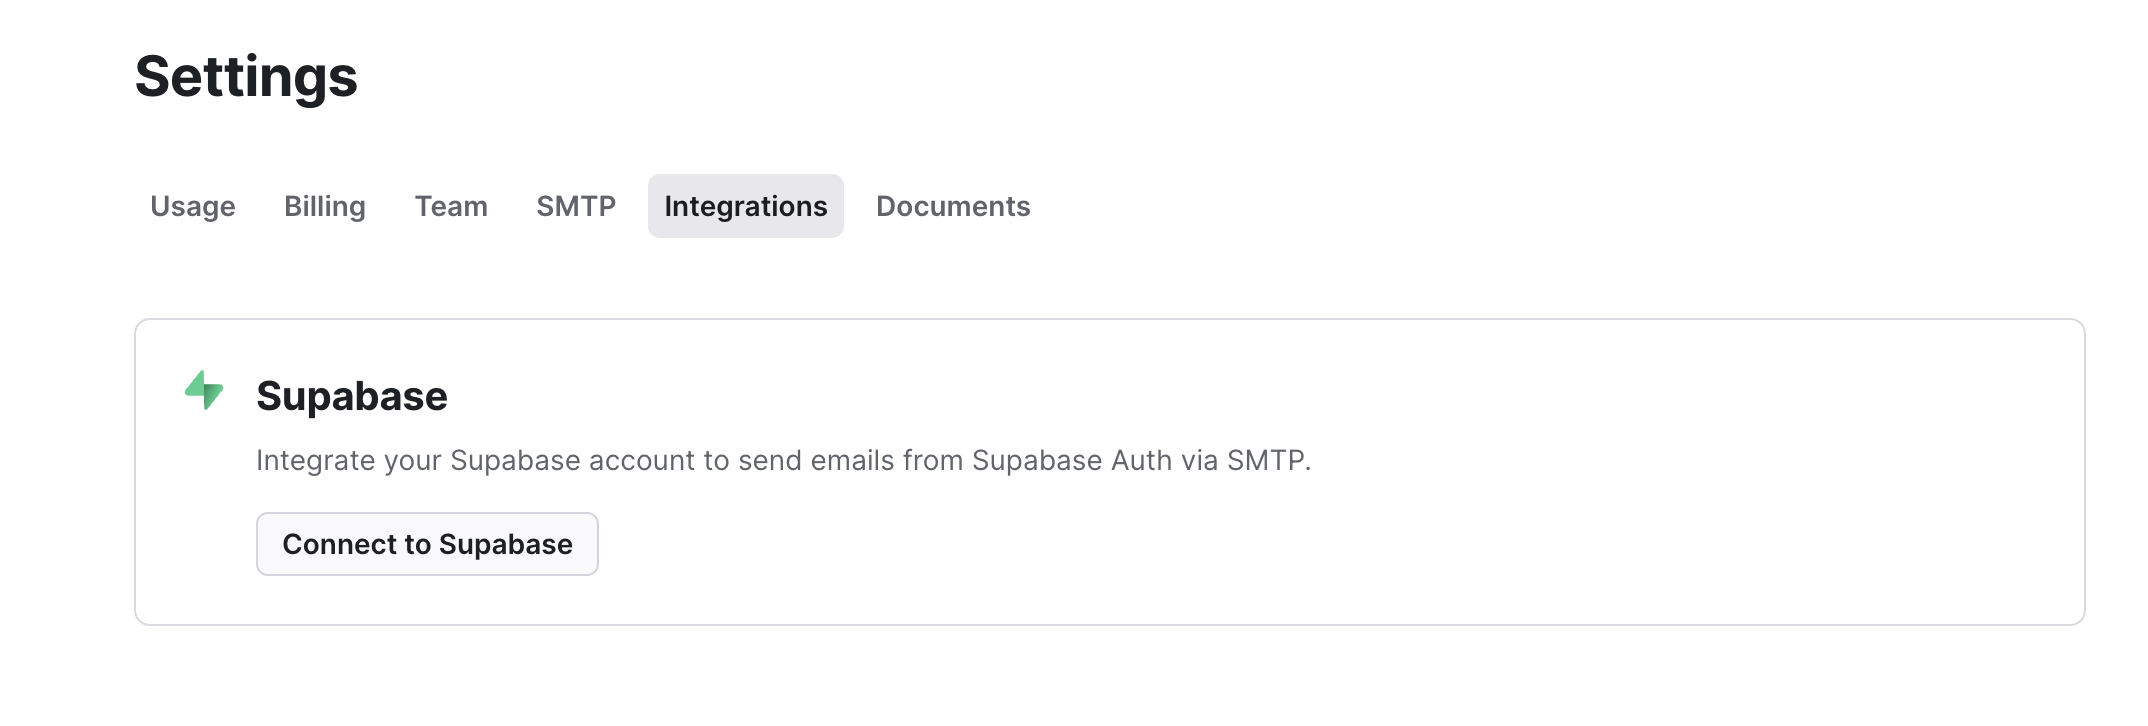 Settings
Usage Billing Team SMTP Integrations Documents
Supabase
Integrate your Supabase account to send emails from Supabase Auth via SMTP.
Connect to Supabase